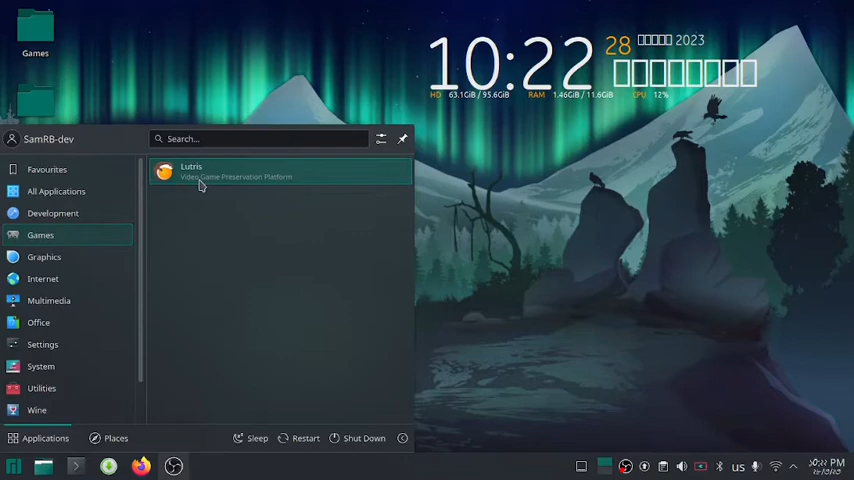 Games
10:22
28
2023
HD 63.1GiB / 95.6GiB RAM 1.46GiB / 11.6GiB CPU 12%
SamRB-dev
Search...
Favourites
All Applications
Development
Games
Graphics
Internet
Multimedia
Office
Settings
System
Utilities
Wine
Lutris
Video Game Preservation Platform
Applications
Places
Sleep
Restart
Shut Down
us
PM